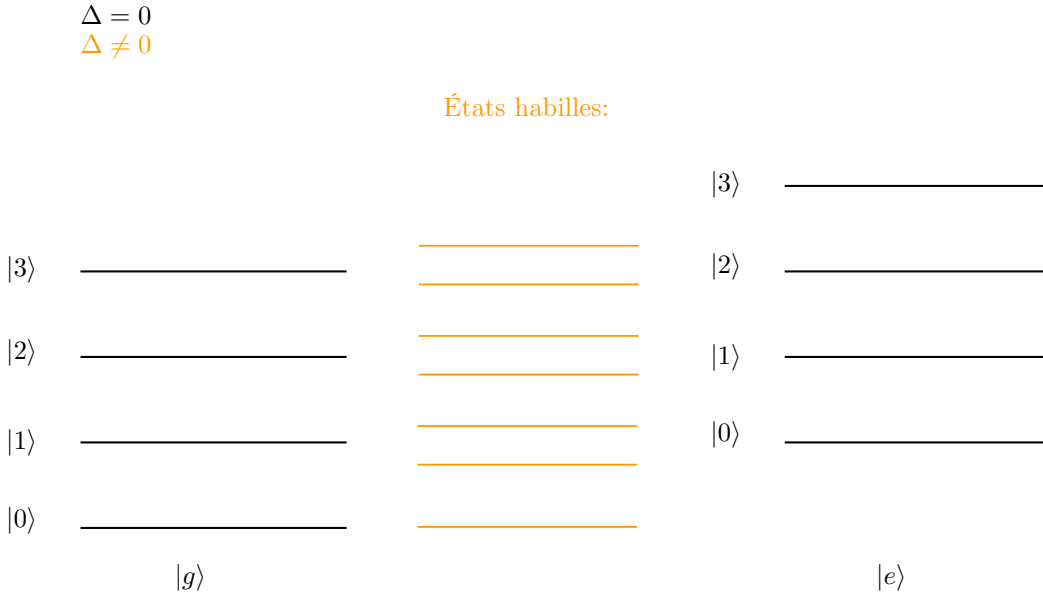 Δ = 0
Δ ≠ 0
États habilles:
|3⟩
|3⟩
|2⟩
|2⟩
|1⟩
|1⟩
|0⟩
|0⟩
|g⟩
|e⟩